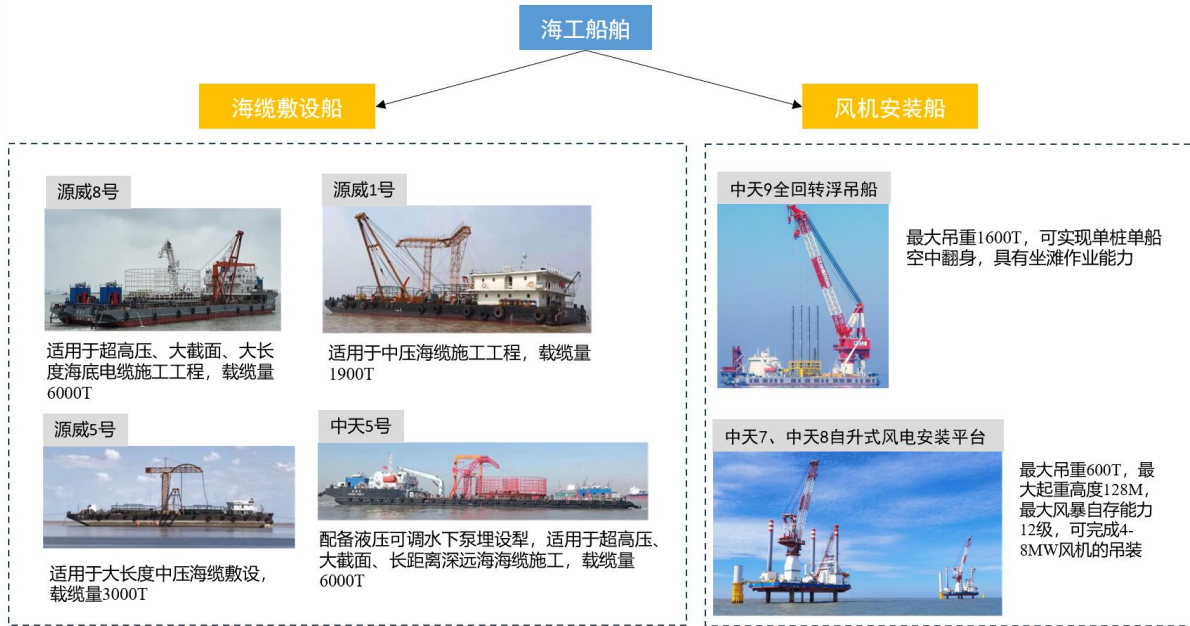 海工船舶
海缆敷设船
风机安装船
源威8号
适用于超高压、大截面、大长
度海底电缆施工工程，载缆量
6000T
源威1号
适用于中压海缆施工工程，载缆量
1900T
源威5号
适用于大长度中压海缆敷设，
载缆量3000T
中天5号
配备液压可调水下泵埋设犁，适用于超高压、
大截面、长距离深远海海缆施工，载缆量
6000T
中天9全回转浮吊船
最大吊重1600T，可实现单桩单船
空中翻身，具有坐滩作业能力
中天7、中天8自升式风电安装平台
最大吊重600T，最
大起重高度128M，
最大风暴自存能力
12级，可完成4-
8MW风机的吊装